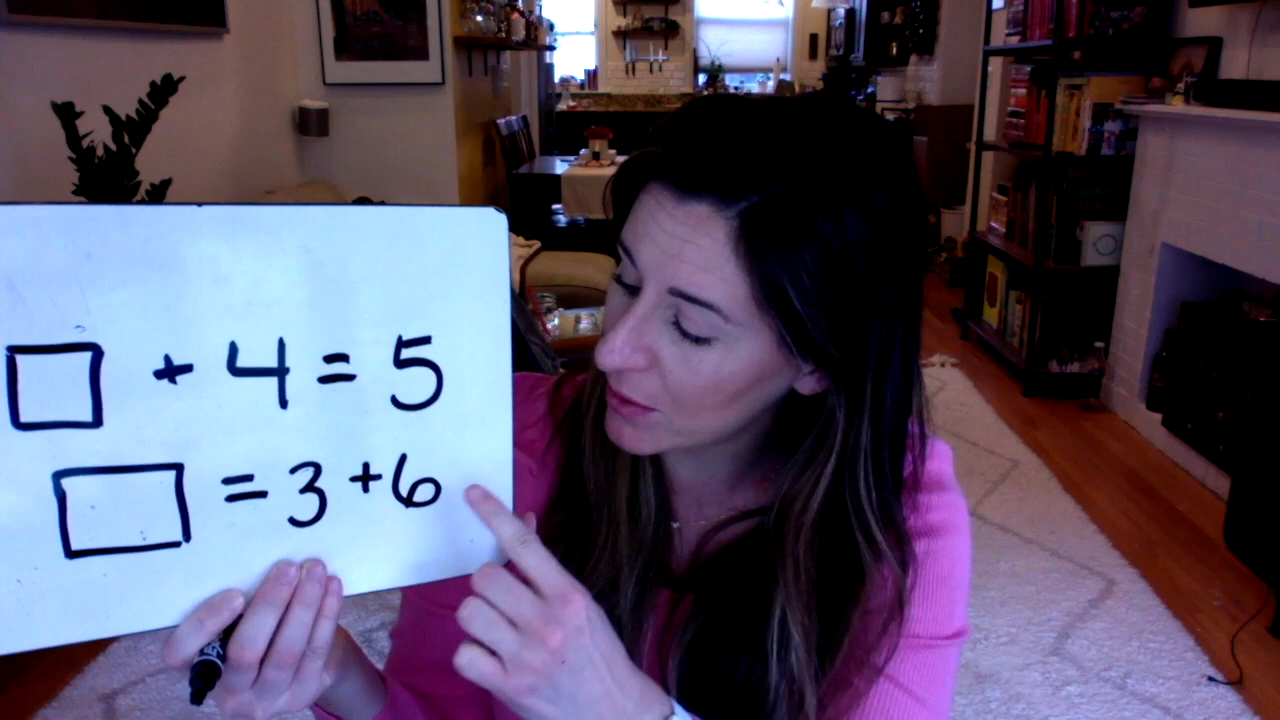 □ + 4 = 5
□ = 3 + 6